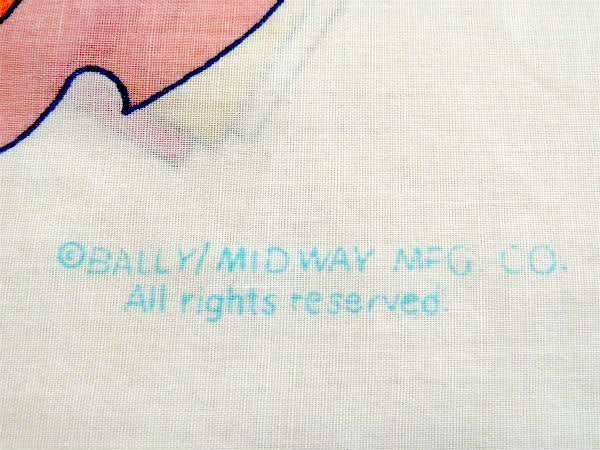 ©BALLY/MIDWAY MFG. CO.
All rights reserved.